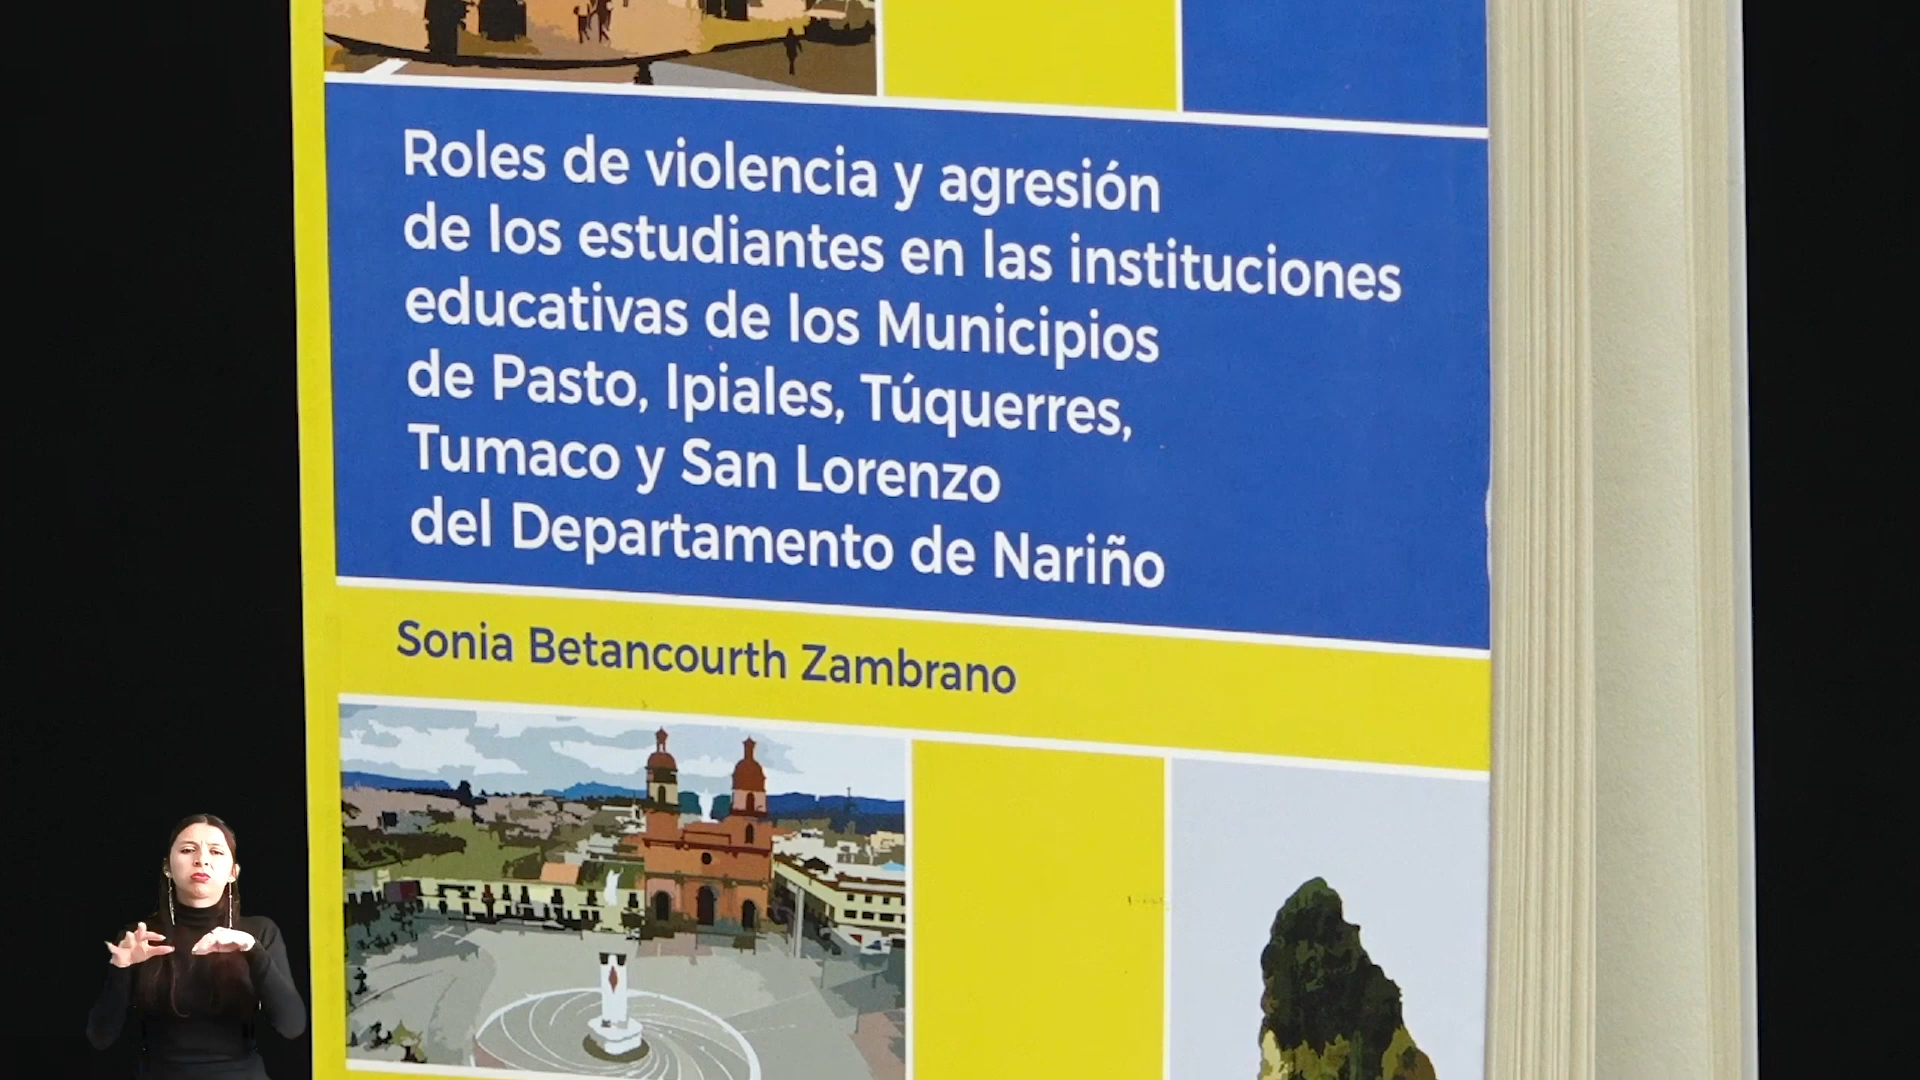 Roles de violencia y agresión
de los estudiantes en las instituciones
educativas de los Municipios
de Pasto, Ipiales, Túquerres,
Tumaco y San Lorenzo
del Departamento de Nariño
Sonia Betancourth Zambrano